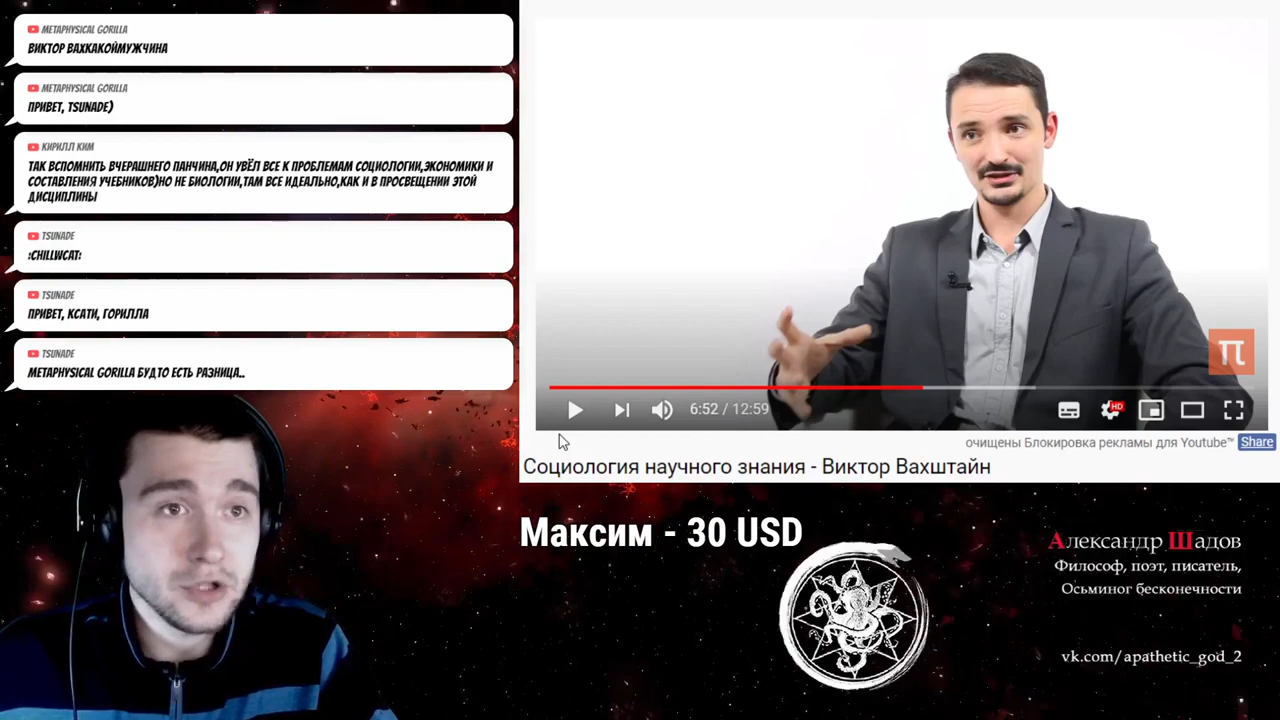 METAPHYSICAL GORILLA
ВИКТОР ВАХКАКОЙМУЖЧИНА
METAPHYSICAL GORILLA
ПРИВЕТ, TSUNADE)
КИРИЛЛ КИМ
ТАК ВСПОМНИТЬ ВЧЕРАШНЕГО ПАНЧИНА,ОН УВЁЛ ВСЕ К ПРОБЛЕМАМ СОЦИОЛОГИИ,ЭКОНОМИКИ И
СОСТАВЛЕНИЯ УЧЕБНИКОВ)НО НЕ БИОЛОГИИ,ТАМ ВСЕ ИДЕАЛЬНО,КАК И В ПРОСВЕЩЕНИИ ЭТОЙ
ДИСЦИПЛИНЫ
TSUNADE
:CHILLWCAT:
TSUNADE
ПРИВЕТ, КСАТИ, ГОРИЛЛА
TSUNADE
METAPHYSICAL GORILLA БУДТО ЕСТЬ РАЗНИЦА..
π
6:52 / 12:59
HD
очищены Блокировка рекламы для Youtube™ Share
Социология научного знания - Виктор Вахштайн
Максим - 30 USD
Александр Шадов
Философ, поэт, писатель,
Осьминог бесконечности
vk.com/apathetic_god_2